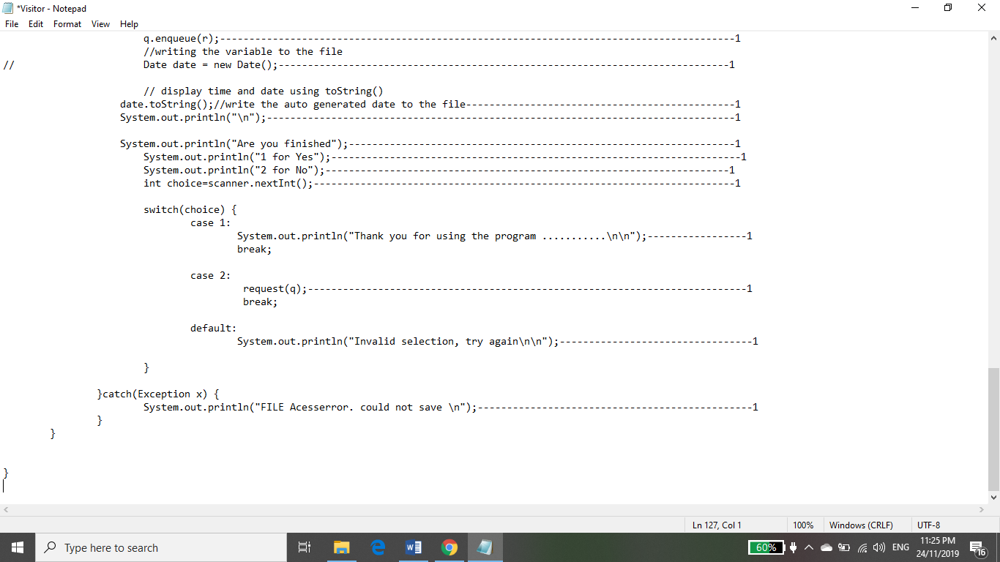 *Visitor - Notepad
File Edit Format View Help
q.enqueue(r);----------------------------------------------------------------------------------------1
//writing the variable to the file
// Date date = new Date();-----------------------------------------------------------------------------1
// display time and date using toString()
date.toString();//write the auto generated date to the file----------------------------------------------1
System.out.println("\n");--------------------------------------------------------------------------------1
System.out.println("Are you finished");------------------------------------------------------------------1
System.out.println("1 for Yes");----------------------------------------------------------------------1
System.out.println("2 for No");---------------------------------------------------------------------1
int choice=scanner.nextInt();------------------------------------------------------------------------1
switch(choice) {
case 1:
System.out.println("Thank you for using the program ...........\n\n");-----------------1
break;
case 2:
request(q);---------------------------------------------------------------------------1
break;
default:
System.out.println("Invalid selection, try again\n\n");---------------------------------1
}
}catch(Exception x) {
System.out.println("FILE Acesserror. could not save \n");-----------------------------------------------1
}
}
}
Ln 127, Col 1 100% Windows (CRLF) UTF-8
Type here to search 60% ENG 11:25 PM
24/11/2019 16